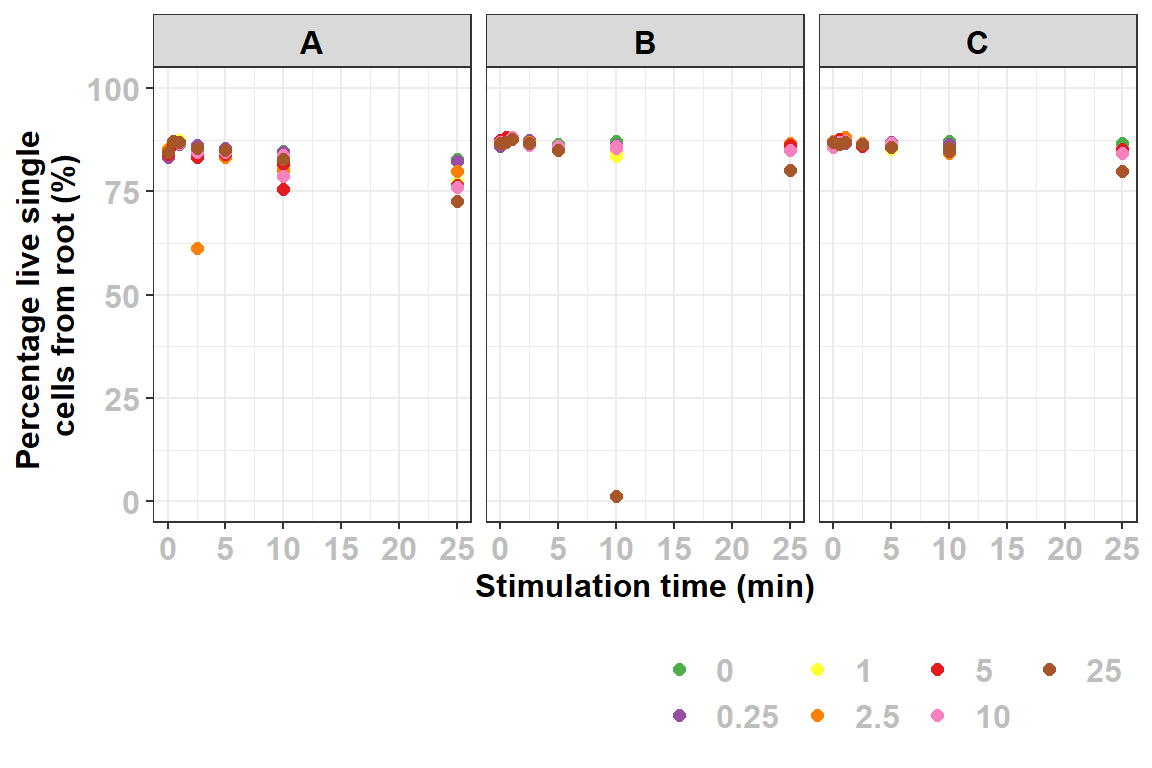 A B C
Percentage live single
cells from root (%)
100
75
50
25
0
0 5 10 15 20 25 0 5 10 15 20 25 0 5 10 15 20 25
Stimulation time (min)
0 1 5 25
0.25 2.5 10